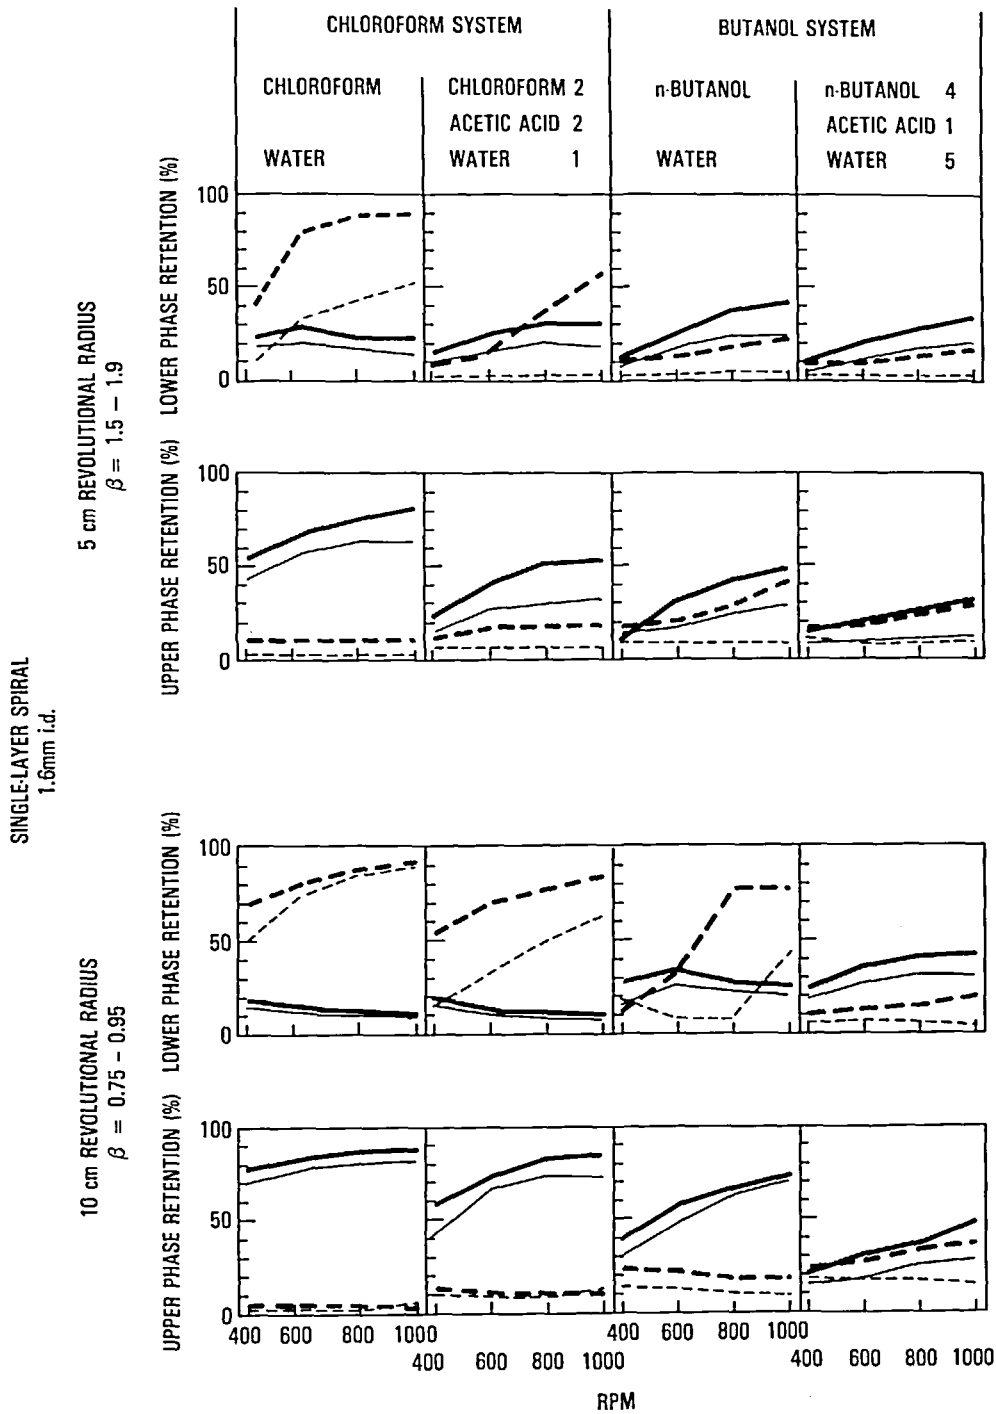 CHLOROFORM SYSTEM
BUTANOL SYSTEM
CHLOROFORM
WATER
CHLOROFORM 2
ACETIC ACID 2
WATER 1
n-BUTANOL
WATER
n-BUTANOL 4
ACETIC ACID 1
WATER 5
SINGLE-LAYER SPIRAL
1.6mm i.d.
5 cm REVOLUTIONAL RADIUS
β = 1.5 – 1.9
LOWER PHASE RETENTION (%)
100
50
0
UPPER PHASE RETENTION (%)
100
50
0
10 cm REVOLUTIONAL RADIUS
β = 0.75 – 0.95
LOWER PHASE RETENTION (%)
100
50
0
UPPER PHASE RETENTION (%)
100
50
0
400 600 800 1000
400 600 800 1000
400 600 800 1000
400 600 800 1000
RPM